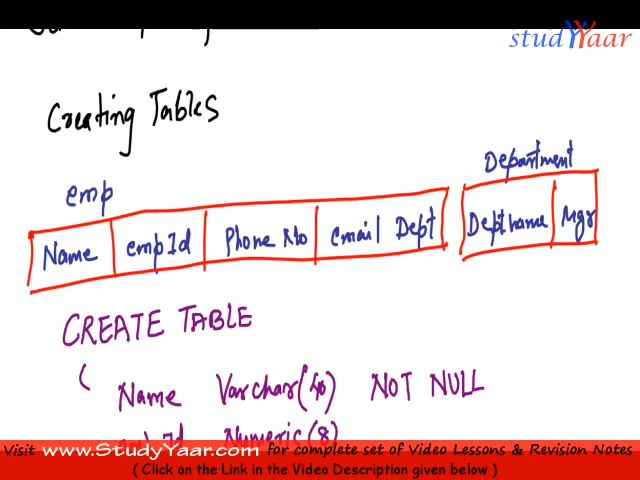 studYYaar
Creating Tables
emp
Department
Name empId Phone No email Dept
Deptname Mgr
CREATE TABLE
( Name Varchar(40) NOT NULL
Id Numeric (8)
Visit www.StudyYaar.com for complete set of Video Lessons & Revision Notes
( Click on the Link in the Video Description given below )